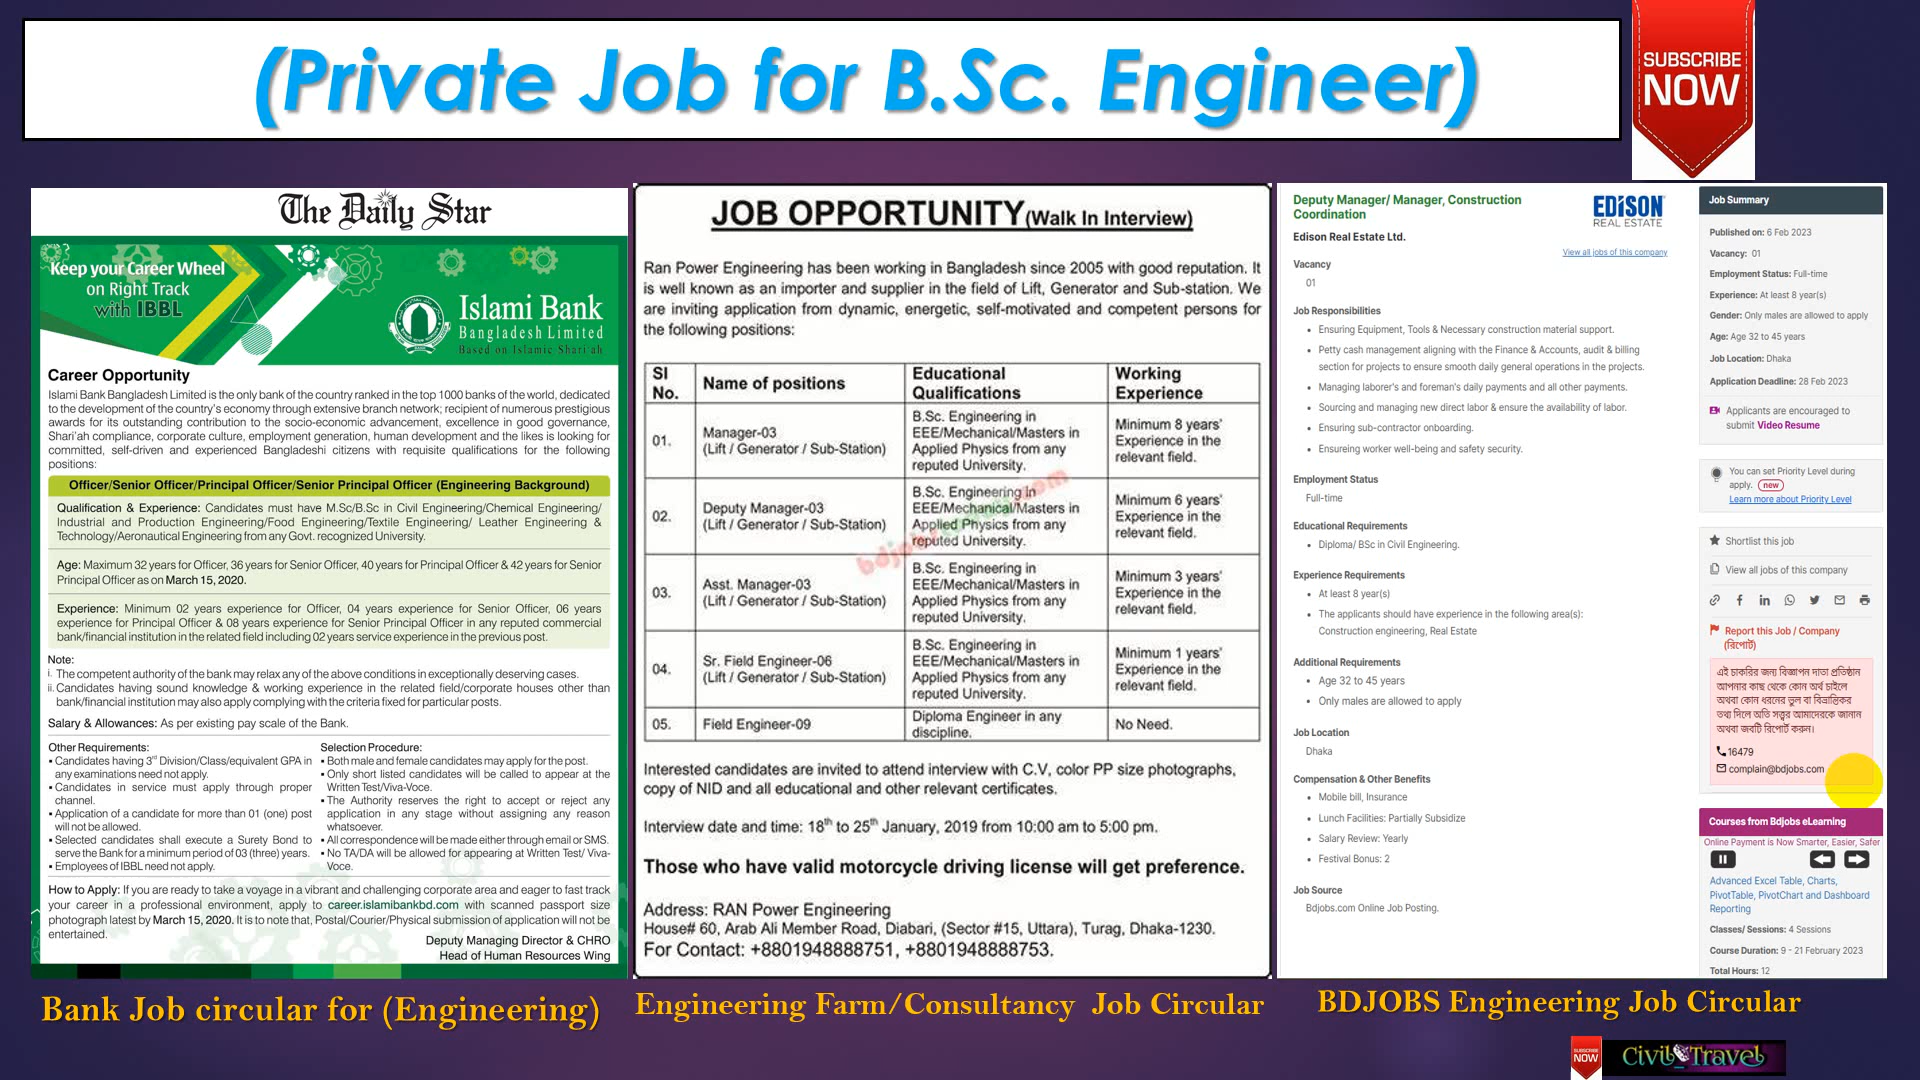 (Private Job for B.Sc. Engineer)
SUBSCRIBE
NOW
The Daily Star
Keep your Career Wheel
on Right Track
with IBBL
Islami Bank
Bangladesh Limited
Based on Islamic Shari'ah
Career Opportunity
Islami Bank Bangladesh Limited is the only bank of the country ranked in the top 1000 banks of the world, dedicated
to the development of the country's economy through extensive branch network; recipient of numerous prestigious
awards for its outstanding contribution to the socio-economic advancement, excellence in good governance,
Shari'ah compliance, corporate culture, employment generation, human development and the likes is looking for
committed, self-driven and experienced Bangladeshi citizens with requisite qualifications for the following
positions:
Officer/Senior Officer/Principal Officer/Senior Principal Officer (Engineering Background)
Qualification & Experience: Candidates must have M.Sc/B.Sc in Civil Engineering/Chemical Engineering/
Industrial and Production Engineering/Food Engineering/Textile Engineering/ Leather Engineering &
Technology/Aeronautical Engineering from any Govt. recognized University.
Age: Maximum 32 years for Officer, 36 years for Senior Officer, 40 years for Principal Officer & 42 years for Senior
Principal Officer as on March 15, 2020.
Experience: Minimum 02 years experience for Officer, 04 years experience for Senior Officer, 06 years
experience for Principal Officer & 08 years experience for Senior Principal Officer in any reputed commercial
bank/financial institution in the related field including 02 years service experience in the previous post.
Note:
i. The competent authority of the bank may relax any of the above conditions in exceptionally deserving cases.
ii. Candidates having sound knowledge & working experience in the related field/corporate houses other than
bank/financial institution may also apply complying with the criteria fixed for particular posts.
Salary & Allowances: As per existing pay scale of the Bank.
Other Requirements:
▪ Candidates having 3rd Division/Class/equivalent GPA in
any examinations need not apply.
▪ Candidates in service must apply through proper
channel.
▪ Application of a candidate for more than 01 (one) post
will not be allowed.
▪ Selected candidates shall execute a Surety Bond to
serve the Bank for a minimum period of 03 (three) years.
▪ Employees of IBBL need not apply.
Selection Procedure:
▪ Both male and female candidates may apply for the post.
▪ Only short listed candidates will be called to appear at the
Written Test/Viva-Voce.
▪ The Authority reserves the right to accept or reject any
application in any stage without assigning any reason
whatsoever.
▪ All correspondence will be made either through email or SMS.
▪ No TA/DA will be allowed for appearing at Written Test/ Viva-
Voce.
How to Apply: If you are ready to take a voyage in a vibrant and challenging corporate area and eager to fast track
your career in a professional environment, apply to career.islamibankbd.com with scanned passport size
photograph latest by March 15, 2020. It is to note that, Postal/Courier/Physical submission of application will not be
entertained.
Deputy Managing Director & CHRO
Head of Human Resources Wing
Bank Job circular for (Engineering)
JOB OPPORTUNITY(Walk In Interview)
Ran Power Engineering has been working in Bangladesh since 2005 with good reputation. It
is well known as an importer and supplier in the field of Lift, Generator and Sub-station. We
are inviting application from dynamic, energetic, self-motivated and competent persons for
the following positions:
Sl No. Name of positions Educational Qualifications Working Experience
01. Manager-03 (Lift / Generator / Sub-Station) B.Sc. Engineering in EEE/Mechanical/Masters in Applied Physics from any reputed University. Minimum 8 years' Experience in the relevant field.
02. Deputy Manager-03 (Lift / Generator / Sub-Station) B.Sc. Engineering in EEE/Mechanical/Masters in Applied Physics from any reputed University. Minimum 6 years' Experience in the relevant field.
03. Asst. Manager-03 (Lift / Generator / Sub-Station) B.Sc. Engineering in EEE/Mechanical/Masters in Applied Physics from any reputed University. Minimum 3 years' Experience in the relevant field.
04. Sr. Field Engineer-06 (Lift / Generator / Sub-Station) B.Sc. Engineering in EEE/Mechanical/Masters in Applied Physics from any reputed University. Minimum 1 years' Experience in the relevant field.
05. Field Engineer-09 Diploma Engineer in any discipline. No Need.
Interested candidates are invited to attend interview with C.V, color PP size photographs,
copy of NID and all educational and other relevant certificates.
Interview date and time: 18th to 25th January, 2019 from 10:00 am to 5:00 pm.
Those who have valid motorcycle driving license will get preference.
Address: RAN Power Engineering
House# 60, Arab Ali Member Road, Diabari, (Sector #15, Uttara), Turag, Dhaka-1230.
For Contact: +8801948888751, +8801948888753.
Engineering Farm/Consultancy Job Circular
Deputy Manager/ Manager, Construction
Coordination
EDISON
REAL ESTATE
Edison Real Estate Ltd.
View all jobs of this company
Vacancy
01
Job Responsibilities
• Ensuring Equipment, Tools & Necessary construction material support.
• Petty cash management aligning with the Finance & Accounts, audit & billing
section for projects to ensure smooth daily general operations in the projects.
• Managing laborer's and foreman's daily payments and all other payments.
• Sourcing and managing new direct labor & ensure the availability of labor.
• Ensuring sub-contractor onboarding.
• Ensureing worker well-being and safety security.
Employment Status
Full-time
Educational Requirements
• Diploma/ BSc in Civil Engineering.
Experience Requirements
• At least 8 year(s)
• The applicants should have experience in the following area(s):
Construction engineering, Real Estate
Additional Requirements
• Age 32 to 45 years
• Only males are allowed to apply
Job Location
Dhaka
Compensation & Other Benefits
• Mobile bill, Insurance
• Lunch Facilities: Partially Subsidize
• Salary Review: Yearly
• Festival Bonus: 2
Job Source
Bdjobs.com Online Job Posting.
Job Summary
Published on: 6 Feb 2023
Vacancy: 01
Employment Status: Full-time
Experience: At least 8 year(s)
Gender: Only males are allowed to apply
Age: Age 32 to 45 years
Job Location: Dhaka
Application Deadline: 28 Feb 2023
Applicants are encouraged to
submit Video Resume
You can set Priority Level during
apply. new
Learn more about Priority Level
Shortlist this job
View all jobs of this company
Report this Job / Company
(রিপোর্ট)
এই চাকরির জন্য বিজ্ঞাপন দাতা প্রতিষ্ঠান
আপনার কাছ থেকে কোন অর্থ চাইলে
অথবা কোন ধরনের ভুল বা বিভ্রান্তিকর
তথ্য দিলে অতি সত্ত্বর আমাদেরকে জানান
অথবা জবটি রিপোর্ট করুন।
16479
complain@bdjobs.com
Courses from Bdjobs eLearning
Online Payment is Now Smarter, Easier, Safer
Advanced Excel Table, Charts,
PivotTable, PivotChart and Dashboard
Reporting
Classes/ Sessions: 4 Sessions
Course Duration: 9 - 21 February 2023
Total Hours: 12
BDJOBS Engineering Job Circular
SUBSCRIBE
NOW
Civil Travel